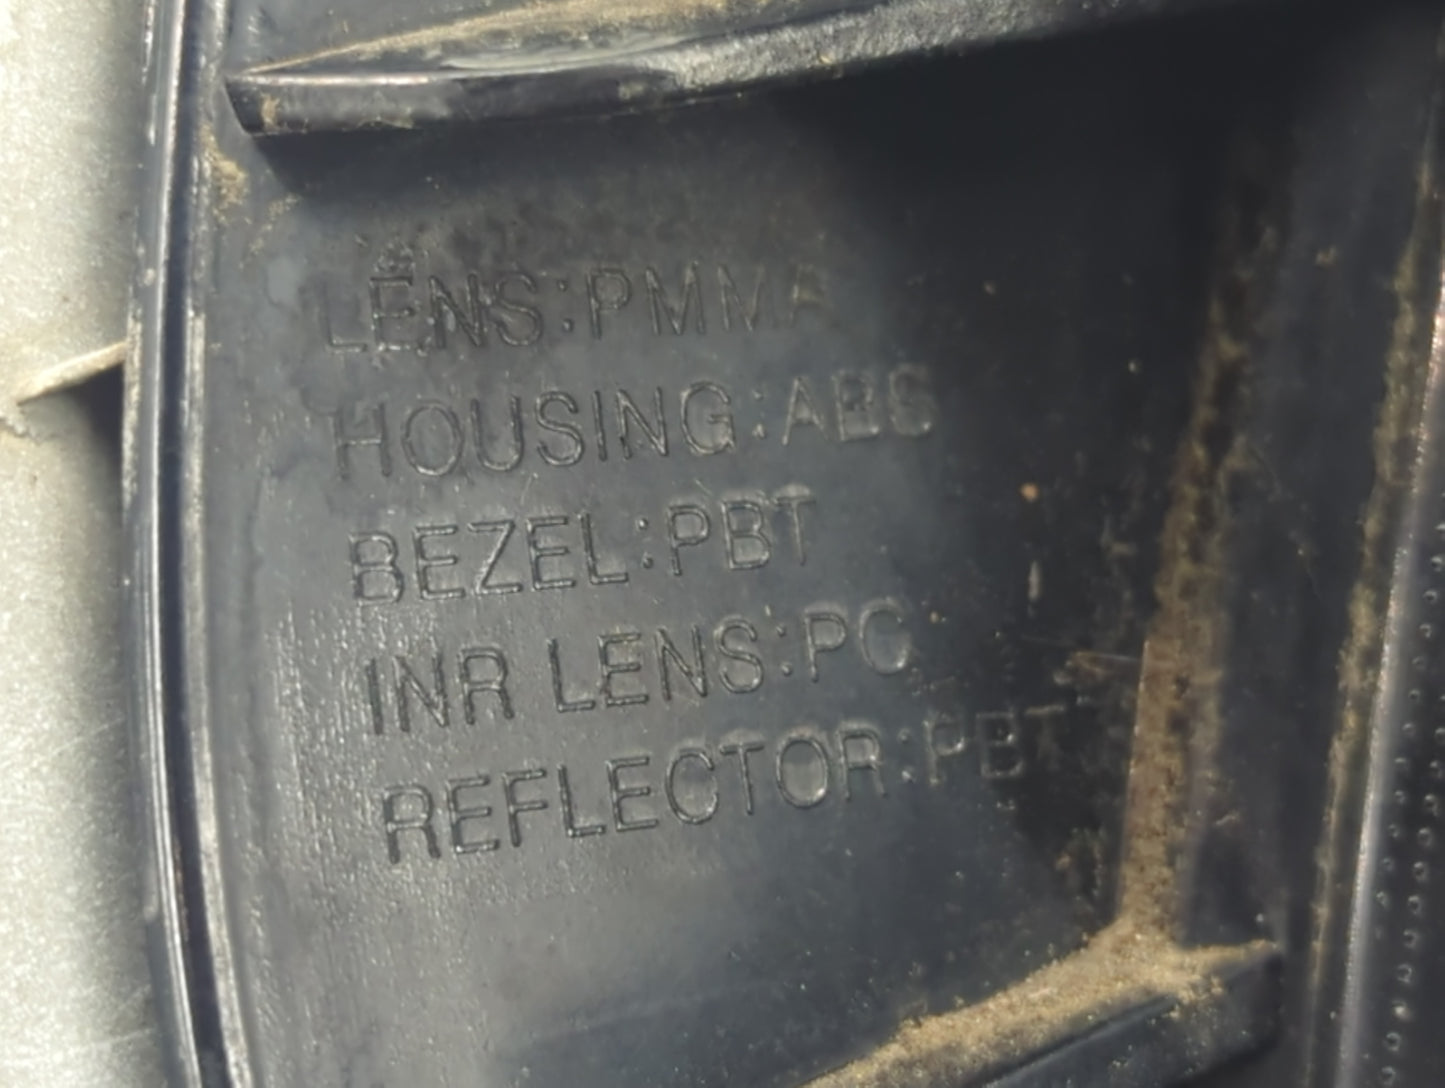 LENS:PMMA
HOUSING:ABS
BEZEL:PBT
INR LENS:PC
REFLECTOR:PBT